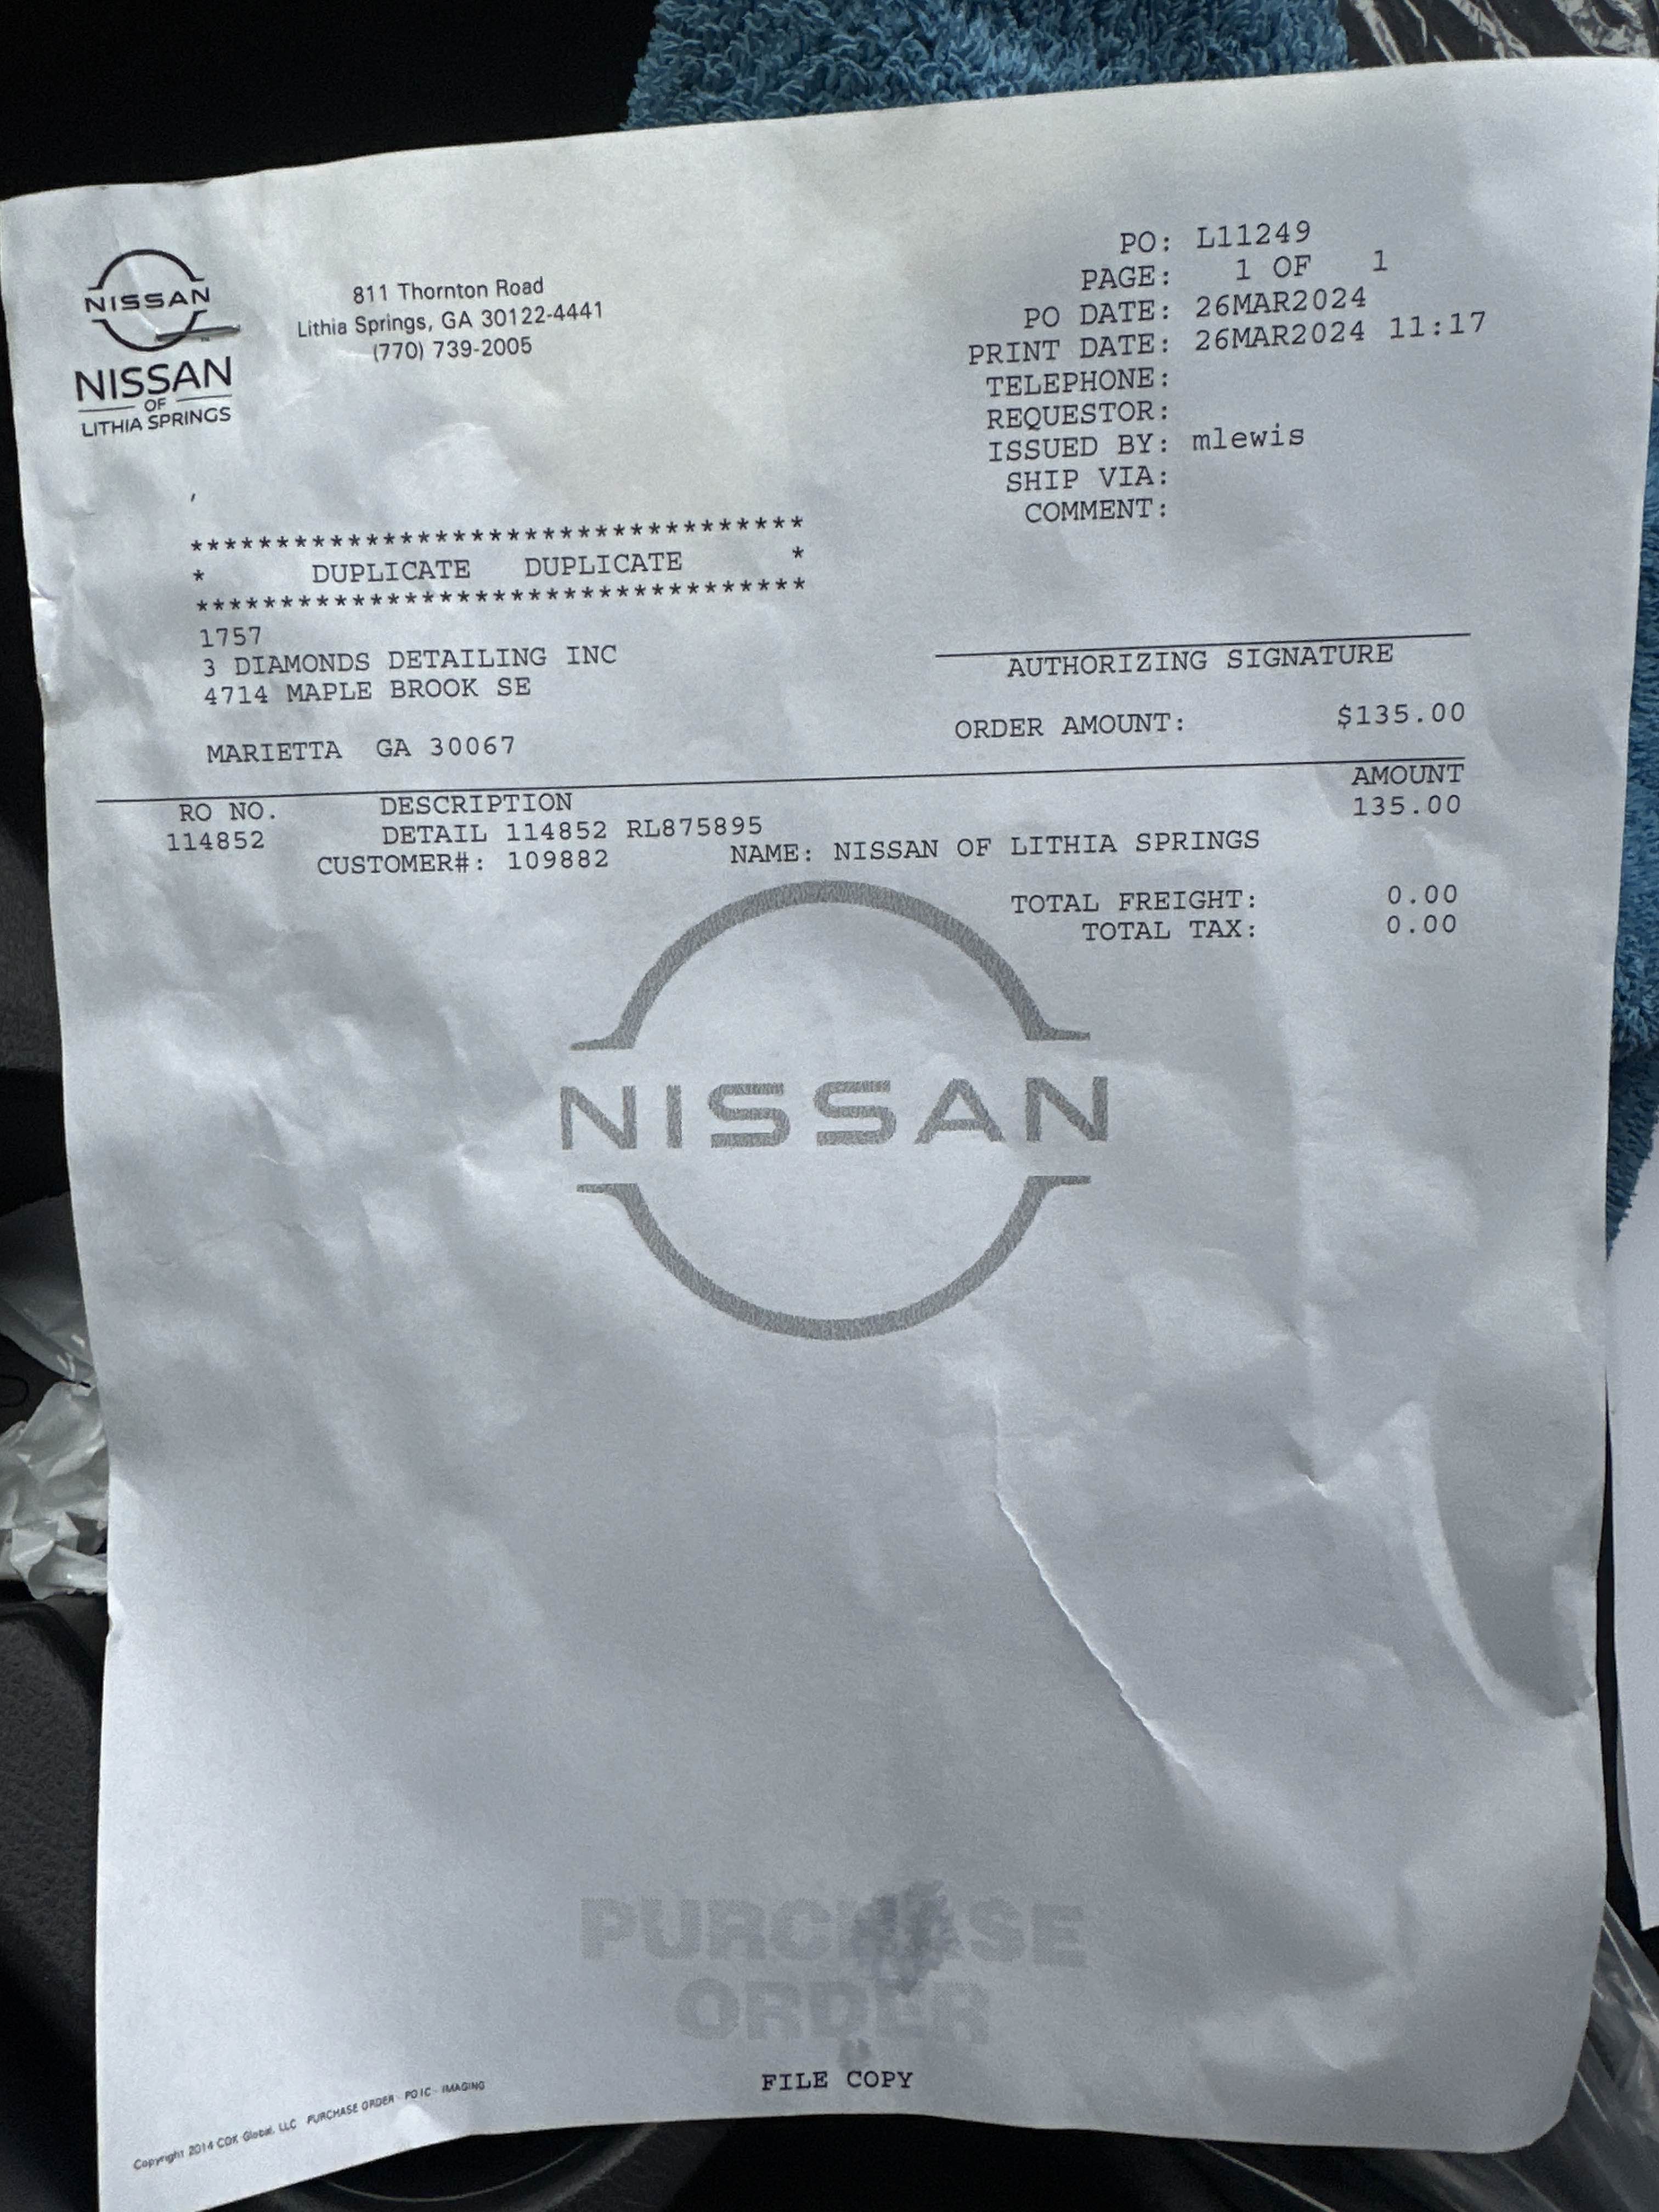 NISSAN
NISSAN
OF
LITHIA SPRINGS
811 Thornton Road
Lithia Springs, GA 30122-4441
(770) 739-2005
PO: L11249
PAGE: 1 OF 1
PO DATE: 26MAR2024
PRINT DATE: 26MAR2024 11:17
TELEPHONE:
REQUESTOR:
ISSUED BY: mlewis
SHIP VIA:
COMMENT:
,
***********************************
* DUPLICATE DUPLICATE *
***********************************
1757
3 DIAMONDS DETAILING INC
4714 MAPLE BROOK SE
MARIETTA GA 30067
AUTHORIZING SIGNATURE
ORDER AMOUNT: $135.00
RO NO. DESCRIPTION AMOUNT
114852 DETAIL 114852 RL875895 135.00
CUSTOMER#: 109882 NAME: NISSAN OF LITHIA SPRINGS
TOTAL FREIGHT: 0.00
TOTAL TAX: 0.00
NISSAN
PURCHASE
ORDER
FILE COPY
Copyright 2014 CDK Global, LLC PURCHASE ORDER - PO1C - IMAGING